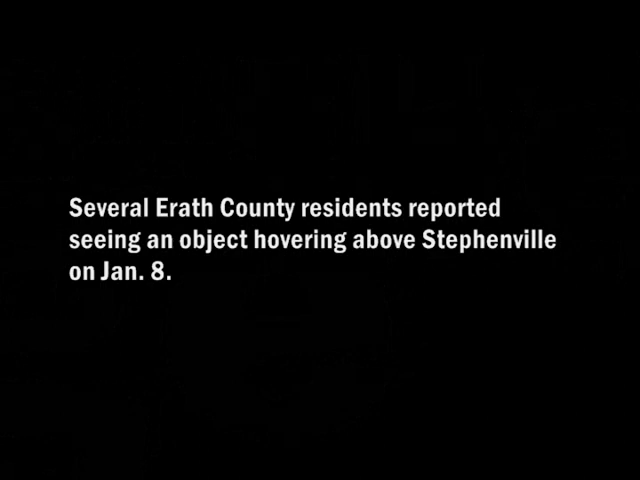 Several Erath County residents reported
seeing an object hovering above Stephenville
on Jan. 8.